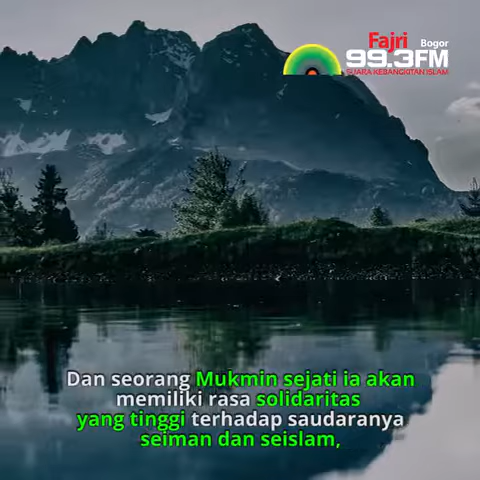 Fajri Bogor
99.3FM
SUARA KEBANGKITAN ISLAM
Dan seorang Mukmin sejati ia akan
memiliki rasa solidaritas
yang tinggi terhadap saudaranya
seiman dan seislam,